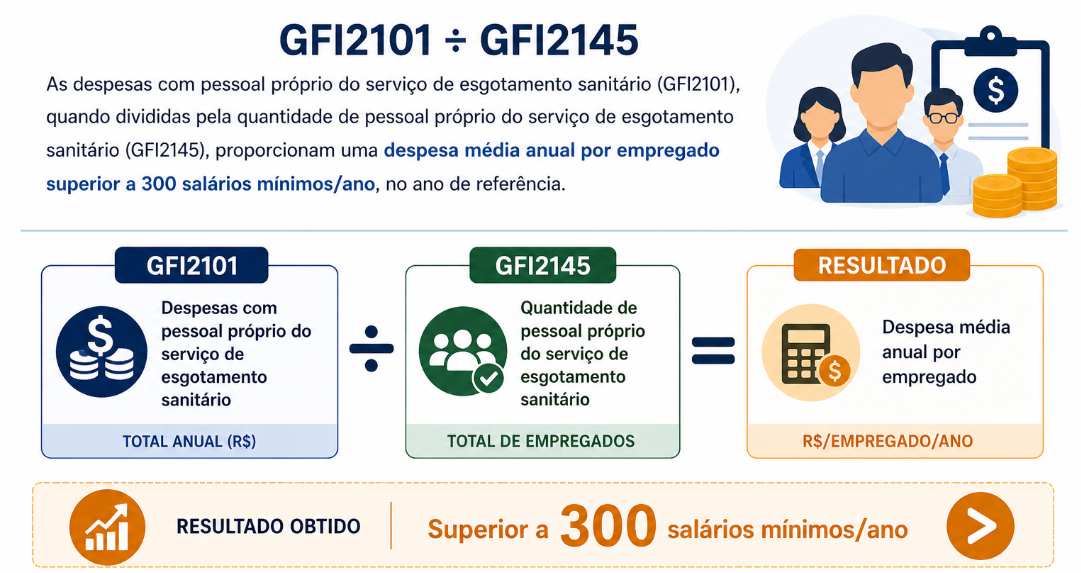 GFI2101 ÷ GFI2145
As despesas com pessoal próprio do serviço de esgotamento sanitário (GFI2101),
quando divididas pela quantidade de pessoal próprio do serviço de esgotamento
sanitário (GFI2145), proporcionam uma despesa média anual por empregado
superior a 300 salários mínimos/ano, no ano de referência.
$
GFI2101
$
Despesas com
pessoal próprio do
serviço de
esgotamento
sanitário
TOTAL ANUAL (R$)
÷
GFI2145
Quantidade de
pessoal próprio
do serviço de
esgotamento
sanitário
TOTAL DE EMPREGADOS
=
RESULTADO
$
Despesa média
anual por
empregado
R$/EMPREGADO/ANO
RESULTADO OBTIDO
Superior a 300 salários mínimos/ano